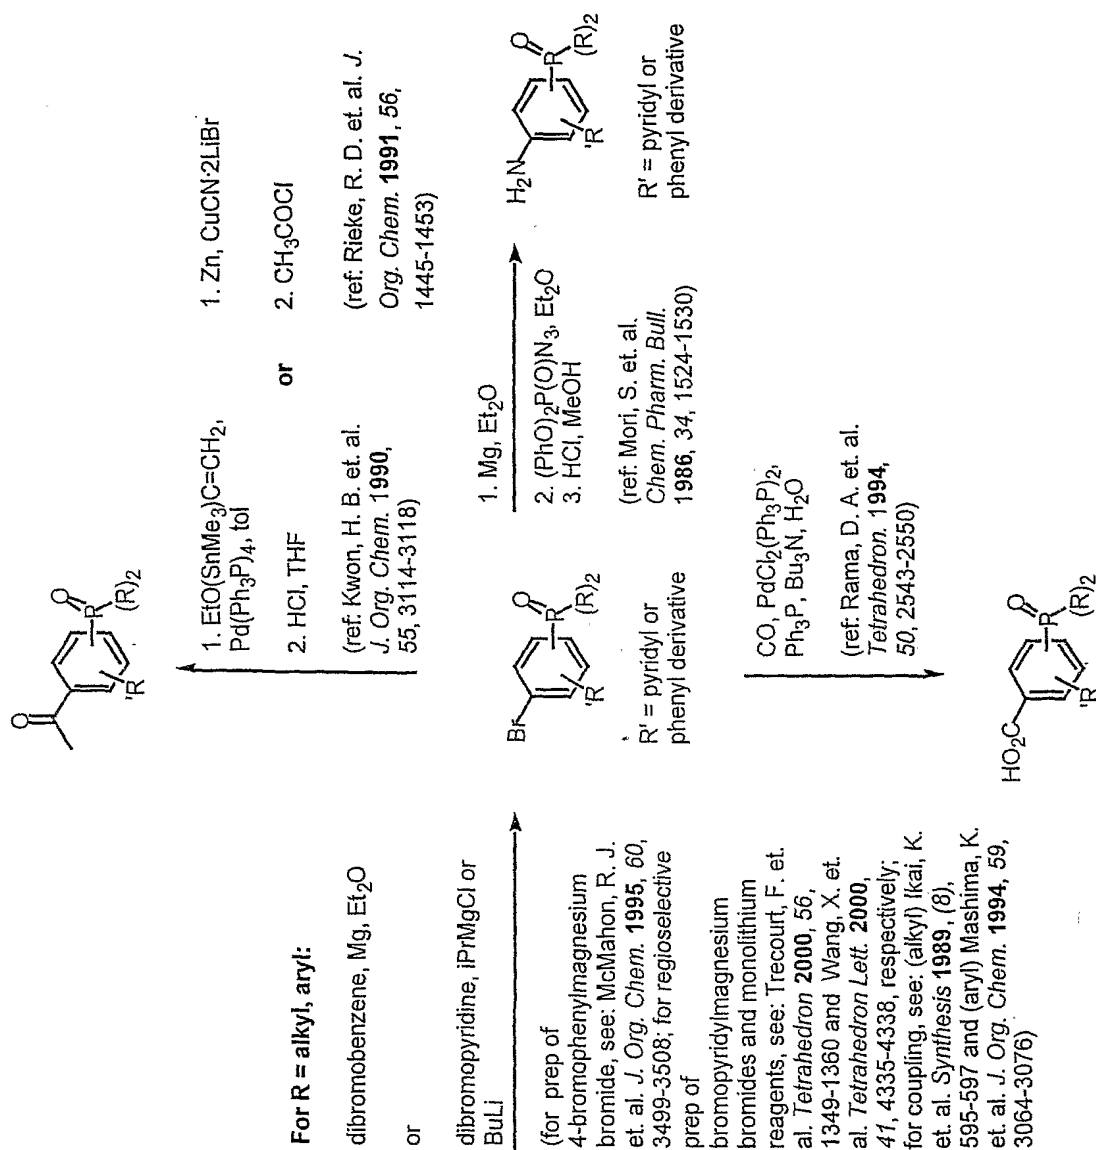 For R = alkyl, aryl:
dibromobenzene, Mg, Et2O
or
dibromopyridine, iPrMgCl or
BuLi
(for prep of
4-bromophenylmagnesium
bromide, see: McMahon, R. J.
et. al. J. Org. Chem. 1995, 60,
3499-3508; for regioselective
prep of
bromopyridylmagnesium
bromides and monolithium
reagents, see: Trecourt, F. et.
al. Tetrahedron 2000, 56,
1349-1360 and Wang, X. et.
al. Tetrahedron Lett. 2000,
41, 4335-4338, respectively;
for coupling, see: (alkyl) Ikai, K.
et. al. Synthesis 1989, (8),
595-597 and (aryl) Mashima, K.
et. al. J. Org. Chem. 1994, 59,
3064-3076)
O
O
R
(R)2
'R
1. EtO(SnMe3)C=CH2,
Pd(Ph3P)4, tol
2. HCl, THF
(ref: Kwon, H. B. et. al.
J. Org. Chem. 1990,
55, 3114-3118)
or
1. Zn, CuCN·2LiBr
2. CH3COCl
(ref: Rieke, R. D. et. al. J.
Org. Chem. 1991, 56,
1445-1453)
Br
O
R
(R)2
'R
R' = pyridyl or
phenyl derivative
1. Mg, Et2O
2. (PhO)2P(O)N3, Et2O
3. HCl, MeOH
(ref: Mori, S. et. al.
Chem. Pharm. Bull.
1986, 34, 1524-1530)
H2N
O
R
(R)2
'R
R' = pyridyl or
phenyl derivative
CO, PdCl2(Ph3P)2,
Ph3P, Bu3N, H2O
(ref: Rama, D. A. et. al.
Tetrahedron. 1994,
50, 2543-2550)
HO2C
O
R
(R)2
'R